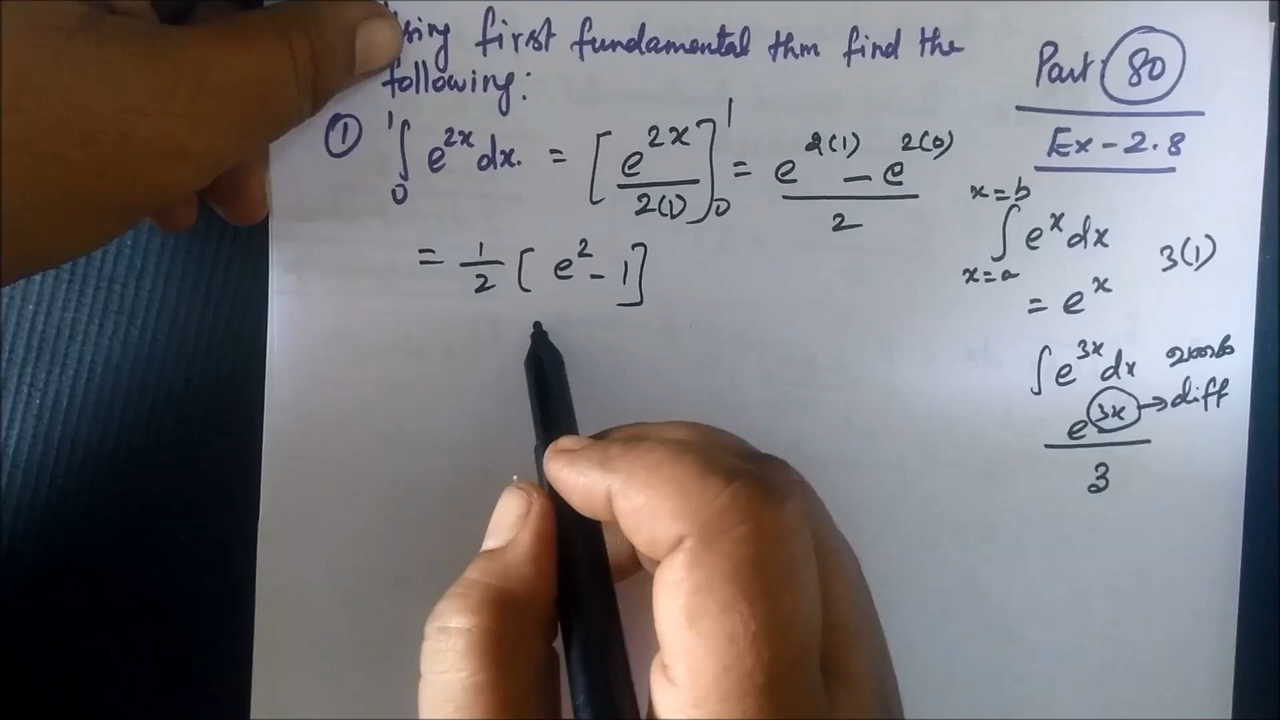 sing first fundamental thm find the
following:
① ∫₀¹ e^{2x} dx. = [e^{2x}/2(1)]₀¹ = (e^{2(1)} - e^{2(0)})/2
= 1/2 [e² - 1]
Part 80
Ex-2.8
x=b
∫ e^x dx
x=a
3(1)
= e^x
∫ e^{3x} dx
e^{3x} → diff
3